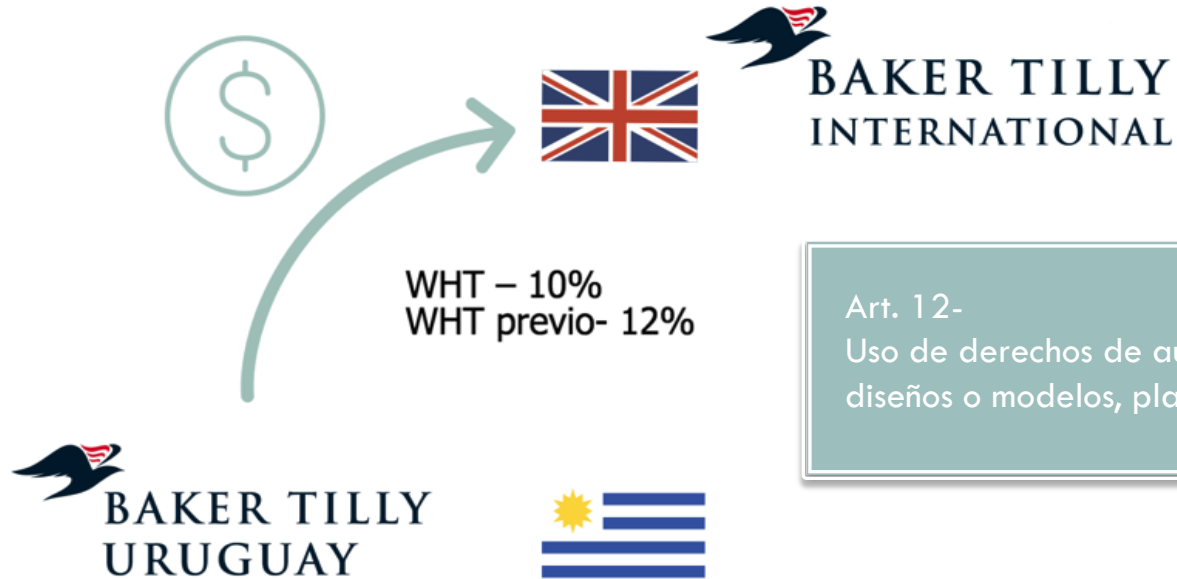 $
BAKER TILLY
INTERNATIONAL
WHT – 10%
WHT previo- 12%
Art. 12-
Uso de derechos de
diseños o modelos,
BAKER TILLY
URUGUAY